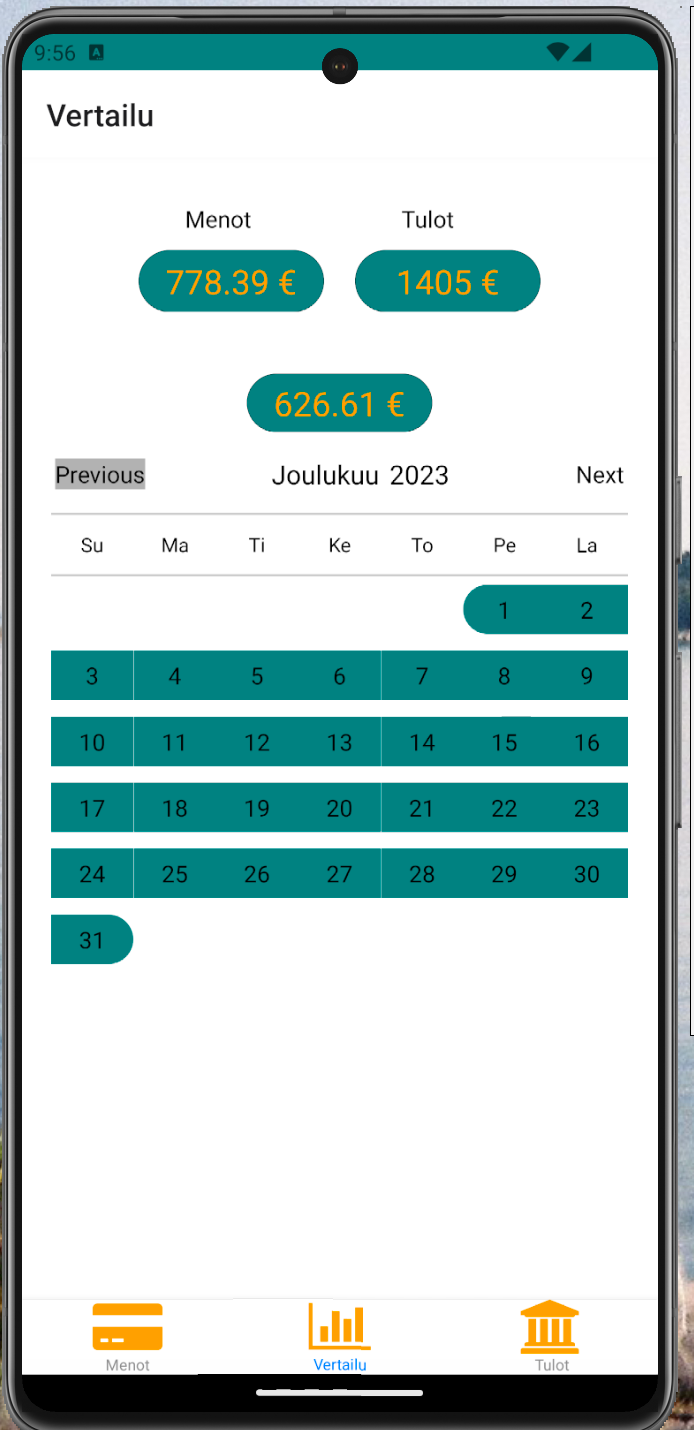 9:56
Vertailu
Menot Tulot
778.39 € 1405 €
626.61 €
Previous Joulukuu 2023 Next
Su Ma Ti Ke To Pe La
1 2
3 4 5 6 7 8 9
10 11 12 13 14 15 16
17 18 19 20 21 22 23
24 25 26 27 28 29 30
31
Menot Vertailu Tulot